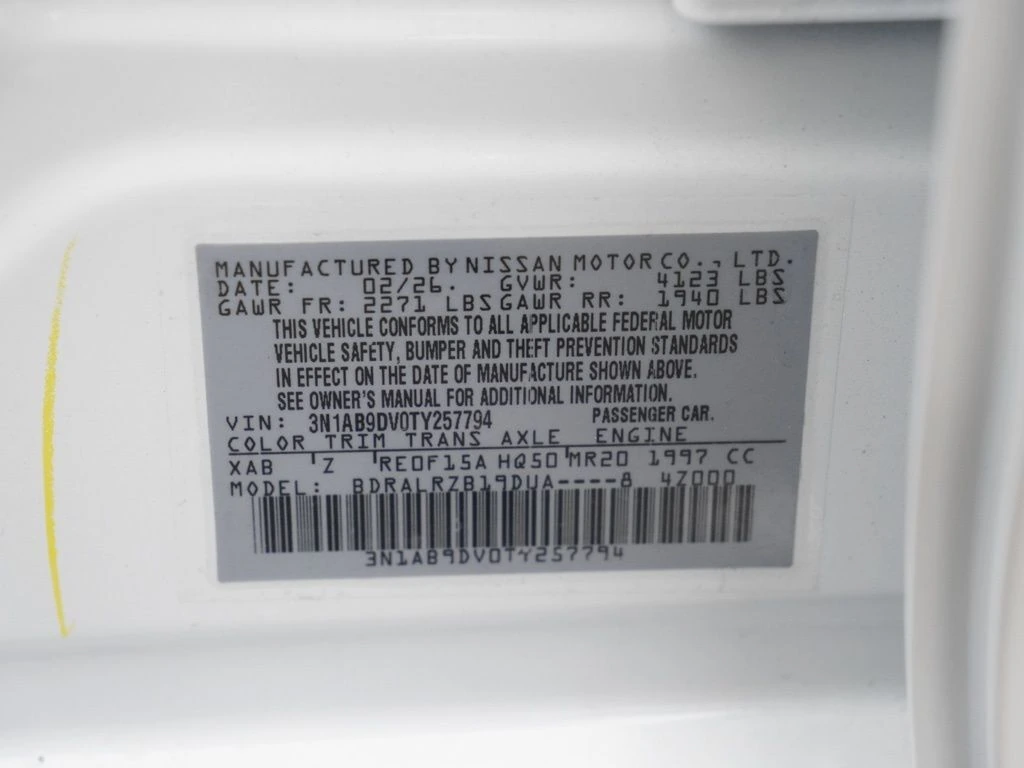 MANUFACTURED BY NISSAN MOTOR CO., LTD.
DATE: 02/26. GVWR: 4123 LBS
GAWR FR: 2271 LBS GAWR RR: 1940 LBS
THIS VEHICLE CONFORMS TO ALL APPLICABLE FEDERAL MOTOR
VEHICLE SAFETY, BUMPER AND THEFT PREVENTION STANDARDS
IN EFFECT ON THE DATE OF MANUFACTURE SHOWN ABOVE.
SEE OWNER'S MANUAL FOR ADDITIONAL INFORMATION.
VIN: 3N1AB9DV0TY257794 PASSENGER CAR.
COLOR TRIM TRANS AXLE ENGINE
XAB Z RE0F15A HQ50 MR20 1997 CC
MODEL: BDRALRZB19DUA----8 4Z000
3N1AB9DV0TY257794